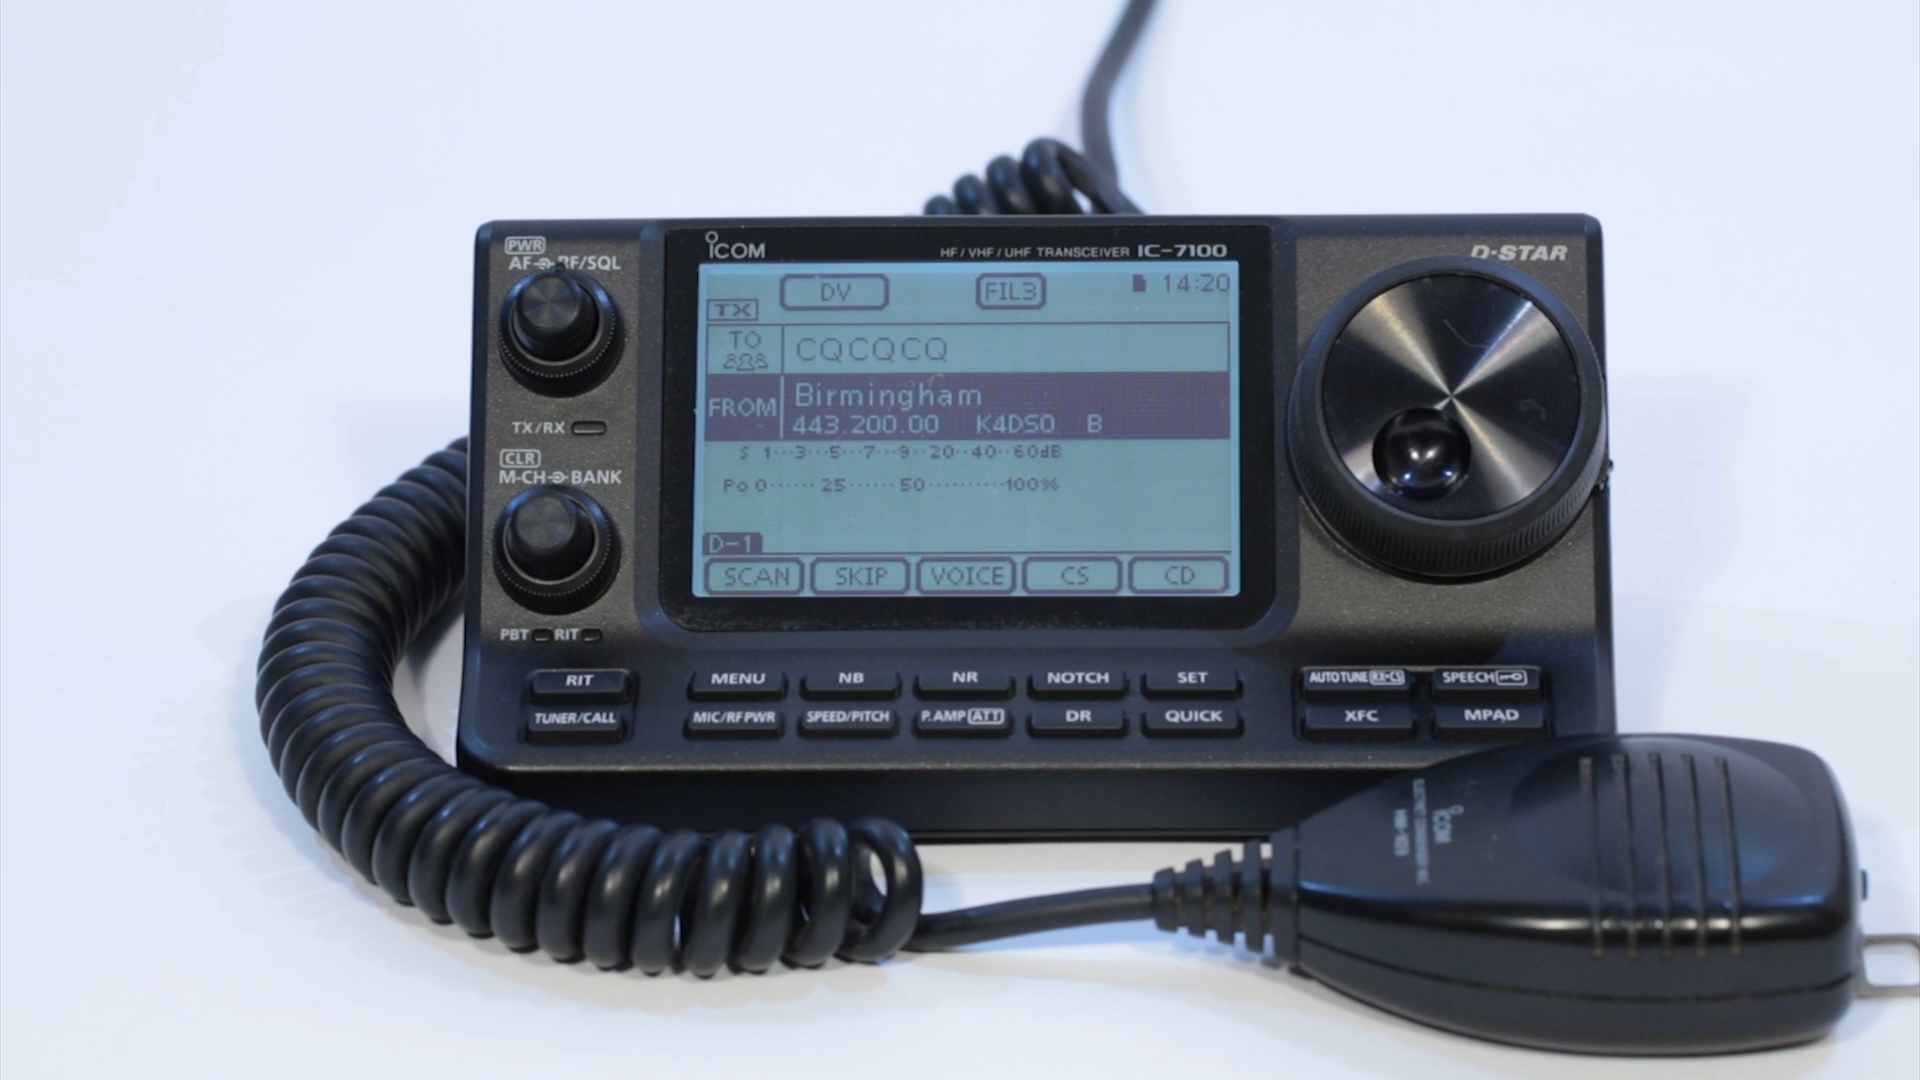 PWR
AF RF/SQL
ICOM
HF/VHF/UHF TRANSCEIVER IC-7100
D-STAR
DV FIL3 14:20
TX
TO CQCQCQ
FROM Birmingham
443.200.00 K4DSO B
TX/RX
S 1···3···5···7···9··20··40··60dB
CLR
M-CH BANK
Po 0······25······50·········100%
D-1
SCAN SKIP VOICE CS CD
PBT RIT
RIT MENU NB NR NOTCH SET AUTOTUNE RX-CS SPEECH
TUNER/CALL MIC/RF PWR SPEED/PITCH P.AMP ATT DR QUICK XFC MPAD
ICOM